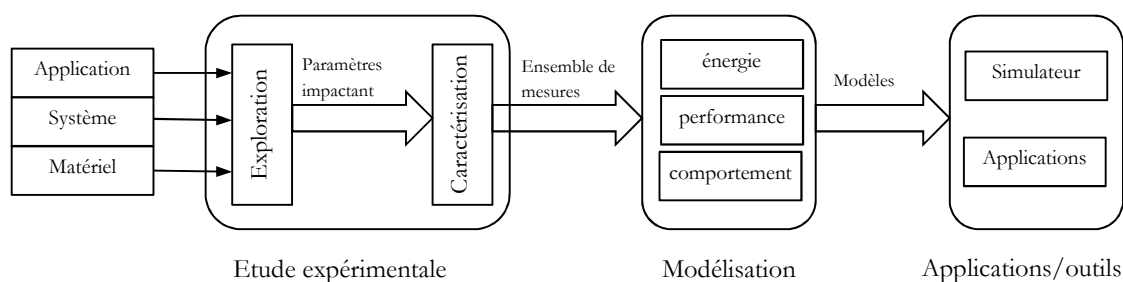 Application
Système
Matériel
Exploration
Paramètres
impactant
Caractérisation
Ensemble de
mesures
énergie
performance
comportement
Modèles
Simulateur
Applications
Etude expérimentale
Modélisation
Applications/outils